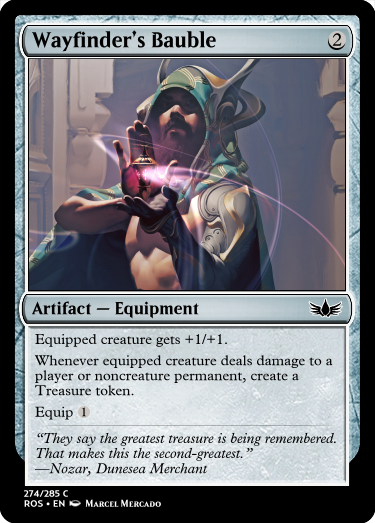 Wayfinder's Bauble 2
Artifact — Equipment
Equipped creature gets +1/+1.
Whenever equipped creature deals damage to a
player or noncreature permanent, create a
Treasure token.
Equip 1
“They say the greatest treasure is being remembered.
That makes this the second-greatest.”
—Nozar, Dunesea Merchant
274/285 C
ROS • EN Marcel Mercado